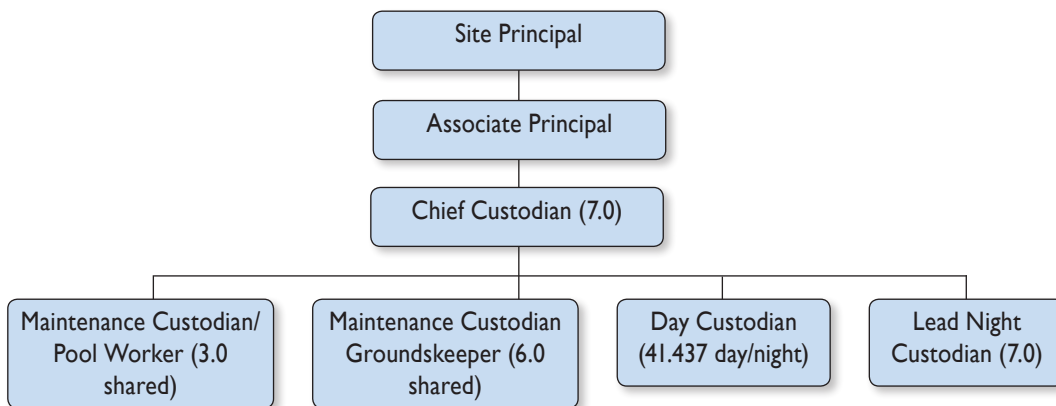 Site Principal
Associate Principal
Chief Custodian (7.0)
Maintenance Custodian/
Pool Worker (3.0
shared)
Maintenance Custodian
Groundskeeper (6.0
shared)
Day Custodian
(41.437 day/night)
Lead Night
Custodian (7.0)